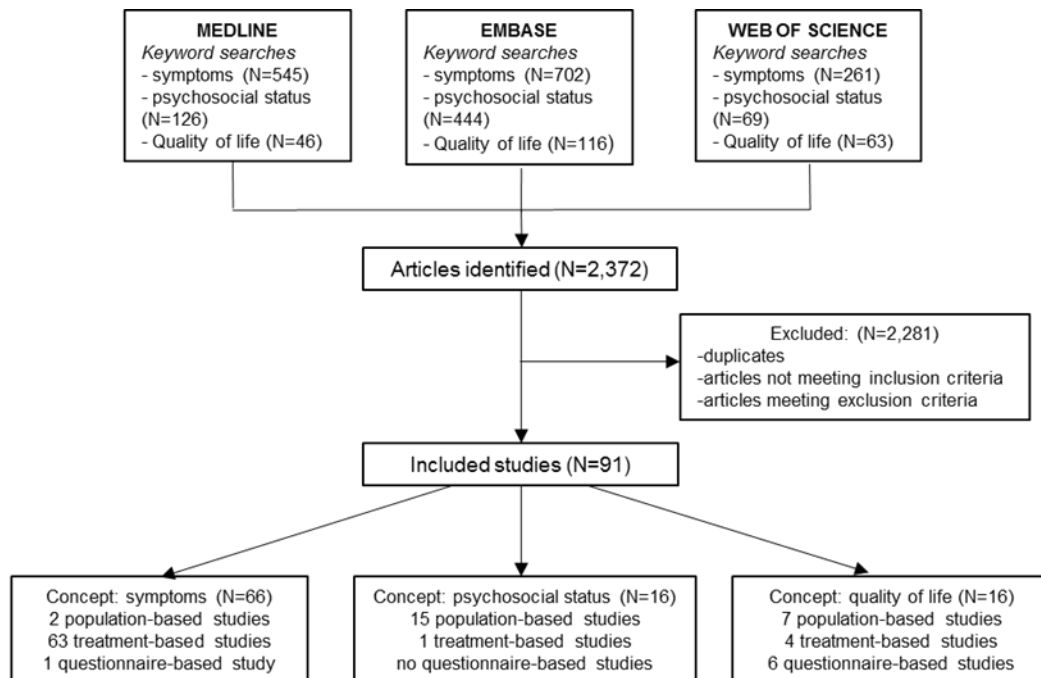 MEDLINE
Keyword searches
- symptoms (N=545)
- psychosocial status
(N=126)
- Quality of life (N=46)
EMBASE
Keyword searches
- symptoms (N=702)
- psychosocial status
(N=444)
- Quality of life (N=116)
WEB OF SCIENCE
Keyword searches
- symptoms (N=261)
- psychosocial status
(N=69)
- Quality of life (N=63)
Articles identified (N=2,372)
Excluded: (N=2,281)
-duplicates
-articles not meeting inclusion criteria
-articles meeting exclusion criteria
Included studies (N=91)
Concept: symptoms (N=66)
2 population-based studies
63 treatment-based studies
1 questionnaire-based study
Concept: psychosocial status (N=16)
15 population-based studies
1 treatment-based studies
no questionnaire-based studies
Concept: quality of life (N=16)
7 population-based studies
4 treatment-based studies
6 questionnaire-based studies